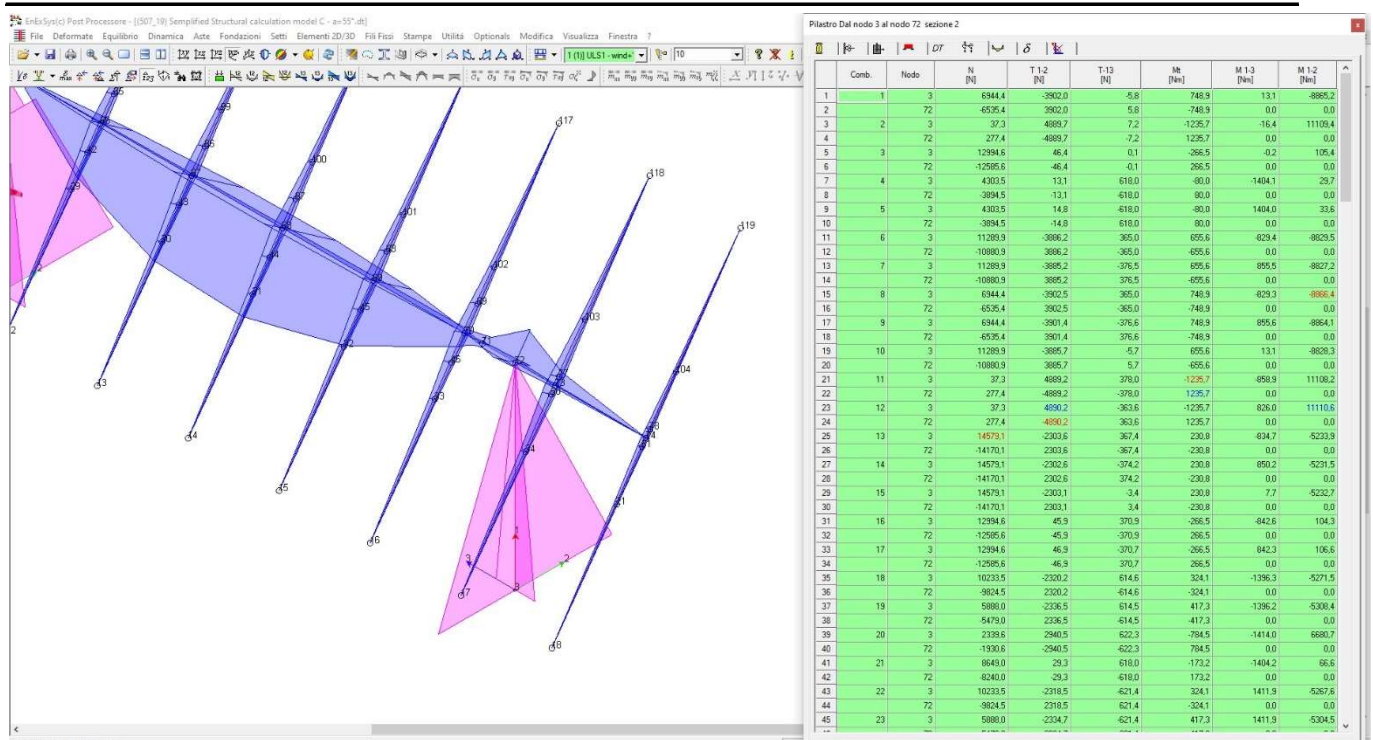 EnExSys(c) Post Processore - [(507_19) Semplified Structural calculation model C - a=55°.dt]
File Deformate Equilibrio Dinamica Aste Fondazioni Setti Elementi 2D/3D Fili Fissi Stampe Utilità Optionals Modifica Visualizza Finestra ?
1 (1)] ULS1 - wind+' 10
117
118
100
119
101
102
103
104
13
14
15
16
17
18
Pilastro Dal nodo 3 al nodo 72 sezione 2
Comb. Nodo N [N] T 1-2 [N] T-13 [N] Mt [Nm] M 1-3 [Nm] M 1-2 [Nm]
1 1 3 6944,4 -3902,0 -5,8 748,9 13,1 -8865,2
2 72 -6535,4 3902,0 5,8 -748,9 0,0 0,0
3 2 3 37,3 4889,7 7,2 -1235,7 -16,4 11109,4
4 72 277,4 -4889,7 -7,2 1235,7 0,0 0,0
5 3 3 12994,6 46,4 0,1 -266,5 -0,2 105,4
6 72 -12585,6 -46,4 -0,1 266,5 0,0 0,0
7 4 3 4303,5 13,1 618,0 -80,0 -1404,1 29,7
8 72 -3894,5 -13,1 -618,0 80,0 0,0 0,0
9 5 3 4303,5 14,8 -618,0 -80,0 1404,0 33,6
10 72 -3894,5 -14,8 618,0 80,0 0,0 0,0
11 6 3 11289,9 -3886,2 365,0 655,6 -829,4 -8829,5
12 72 -10880,9 3886,2 -365,0 -655,6 0,0 0,0
13 7 3 11289,9 -3885,2 -376,5 655,6 855,5 -8827,2
14 72 -10880,9 3885,2 376,5 -655,6 0,0 0,0
15 8 3 6944,4 -3902,5 365,0 748,9 -829,3 -8866,4
16 72 -6535,4 3902,5 -365,0 -748,9 0,0 0,0
17 9 3 6944,4 -3901,4 -376,6 748,9 855,6 -8864,1
18 72 -6535,4 3901,4 376,6 -748,9 0,0 0,0
19 10 3 11289,9 -3885,7 -5,7 655,6 13,1 -8828,3
20 72 -10880,9 3885,7 5,7 -655,6 0,0 0,0
21 11 3 37,3 4889,2 378,0 -1235,7 -858,9 11108,2
22 72 277,4 -4889,2 -378,0 1235,7 0,0 0,0
23 12 3 37,3 4890,2 -363,6 -1235,7 826,0 11110,6
24 72 277,4 -4890,2 363,6 1235,7 0,0 0,0
25 13 3 14579,1 -2303,6 367,4 230,8 -834,7 -5233,9
26 72 -14170,1 2303,6 -367,4 -230,8 0,0 0,0
27 14 3 14579,1 -2302,6 -374,2 230,8 850,2 -5231,5
28 72 -14170,1 2302,6 374,2 -230,8 0,0 0,0
29 15 3 14579,1 -2303,1 -3,4 230,8 7,7 -5232,7
30 72 -14170,1 2303,1 3,4 -230,8 0,0 0,0
31 16 3 12994,6 45,9 370,9 -266,5 -842,6 104,3
32 72 -12585,6 -45,9 -370,9 266,5 0,0 0,0
33 17 3 12994,6 46,9 -370,7 -266,5 842,3 106,6
34 72 -12585,6 -46,9 370,7 266,5 0,0 0,0
35 18 3 10233,5 -2320,2 614,6 324,1 -1396,3 -5271,5
36 72 -9824,5 2320,2 -614,6 -324,1 0,0 0,0
37 19 3 5888,0 -2336,5 614,5 417,3 -1396,2 -5308,4
38 72 -5479,0 2336,5 -614,5 -417,3 0,0 0,0
39 20 3 2339,6 2940,5 622,3 -784,5 -1414,0 6680,7
40 72 -1930,6 -2940,5 -622,3 784,5 0,0 0,0
41 21 3 8649,0 29,3 618,0 -173,2 -1404,2 66,6
42 72 -8240,0 -29,3 -618,0 173,2 0,0 0,0
43 22 3 10233,5 -2318,5 -621,4 324,1 1411,9 -5267,6
44 72 -9824,5 2318,5 621,4 -324,1 0,0 0,0
45 23 3 5888,0 -2334,7 -621,4 417,3 1411,9 -5304,5